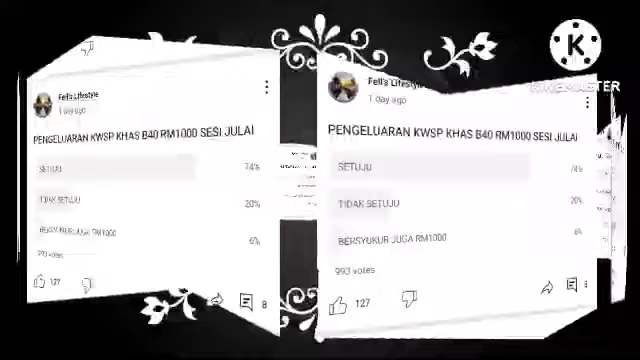 K
KINEMASTER
Fell's Lifestyle
1 day ago
PENGELUARAN KWSP KHAS B40 RM1000 SESI JULAI
SETUJU 74%
TIDAK SETUJU 20%
BERSYUKUR JUGA RM1000 6%
993 votes
127
8
Fell's Lifestyle
1 day ago
PENGELUARAN KWSP KHAS B40 RM1000 SESI JULAI
SETUJU 74%
TIDAK SETUJU 20%
BERSYUKUR JUGA RM1000 6%
993 votes
127